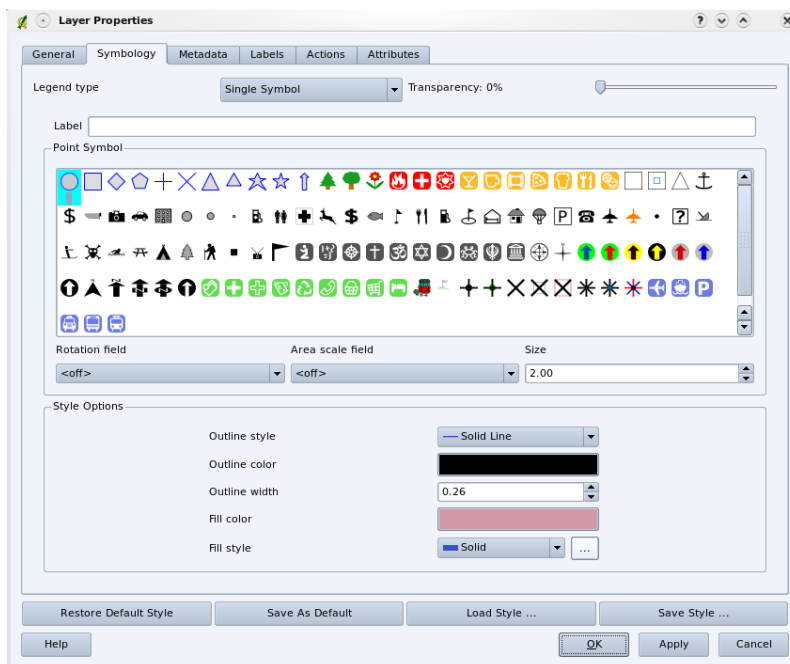 Layer Properties
General Symbology Metadata Labels Actions Attributes
Legend type Single Symbol Transparency: 0%
Label
Point Symbol
Rotation field Area scale field Size
<off> <off> 2.00
Style Options
Outline style Solid Line
Outline color
Outline width 0.26
Fill color
Fill style Solid ...
Restore Default Style Save As Default Load Style ... Save Style ...
Help OK Apply Cancel